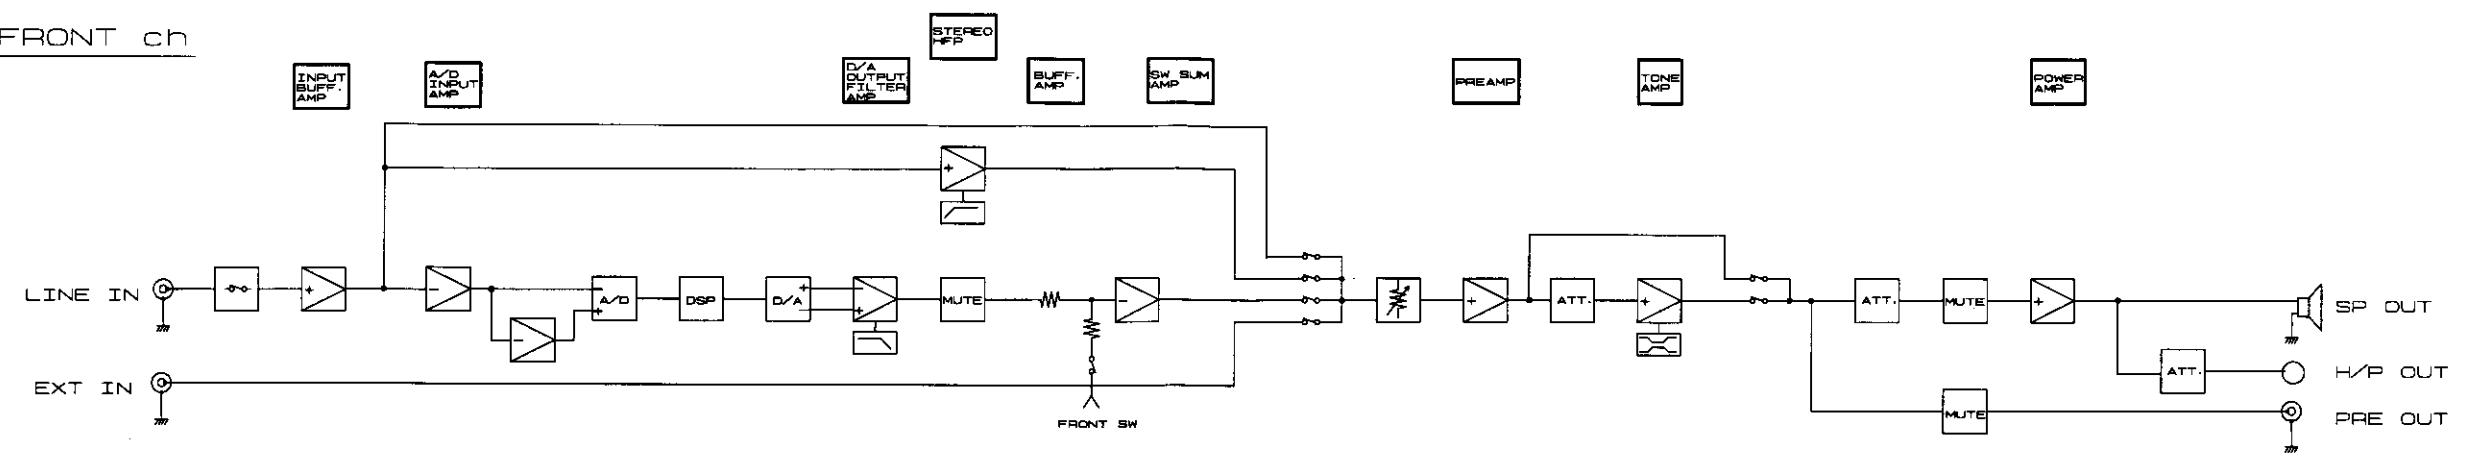 FRONT ch
STEREO
HFP
INPUT
BUFF.
AMP
A/D
INPUT
AMP
D/A
OUTPUT
FILTER
AMP
BUFF.
AMP
SW SUM
AMP
PREAMP
TONE
AMP
POWER
AMP
LINE IN
A/D
DSP
D/A
MUTE
ATT.
ATT.
MUTE
SP OUT
ATT.
H/P OUT
EXT IN
FRONT SW
MUTE
PRE OUT